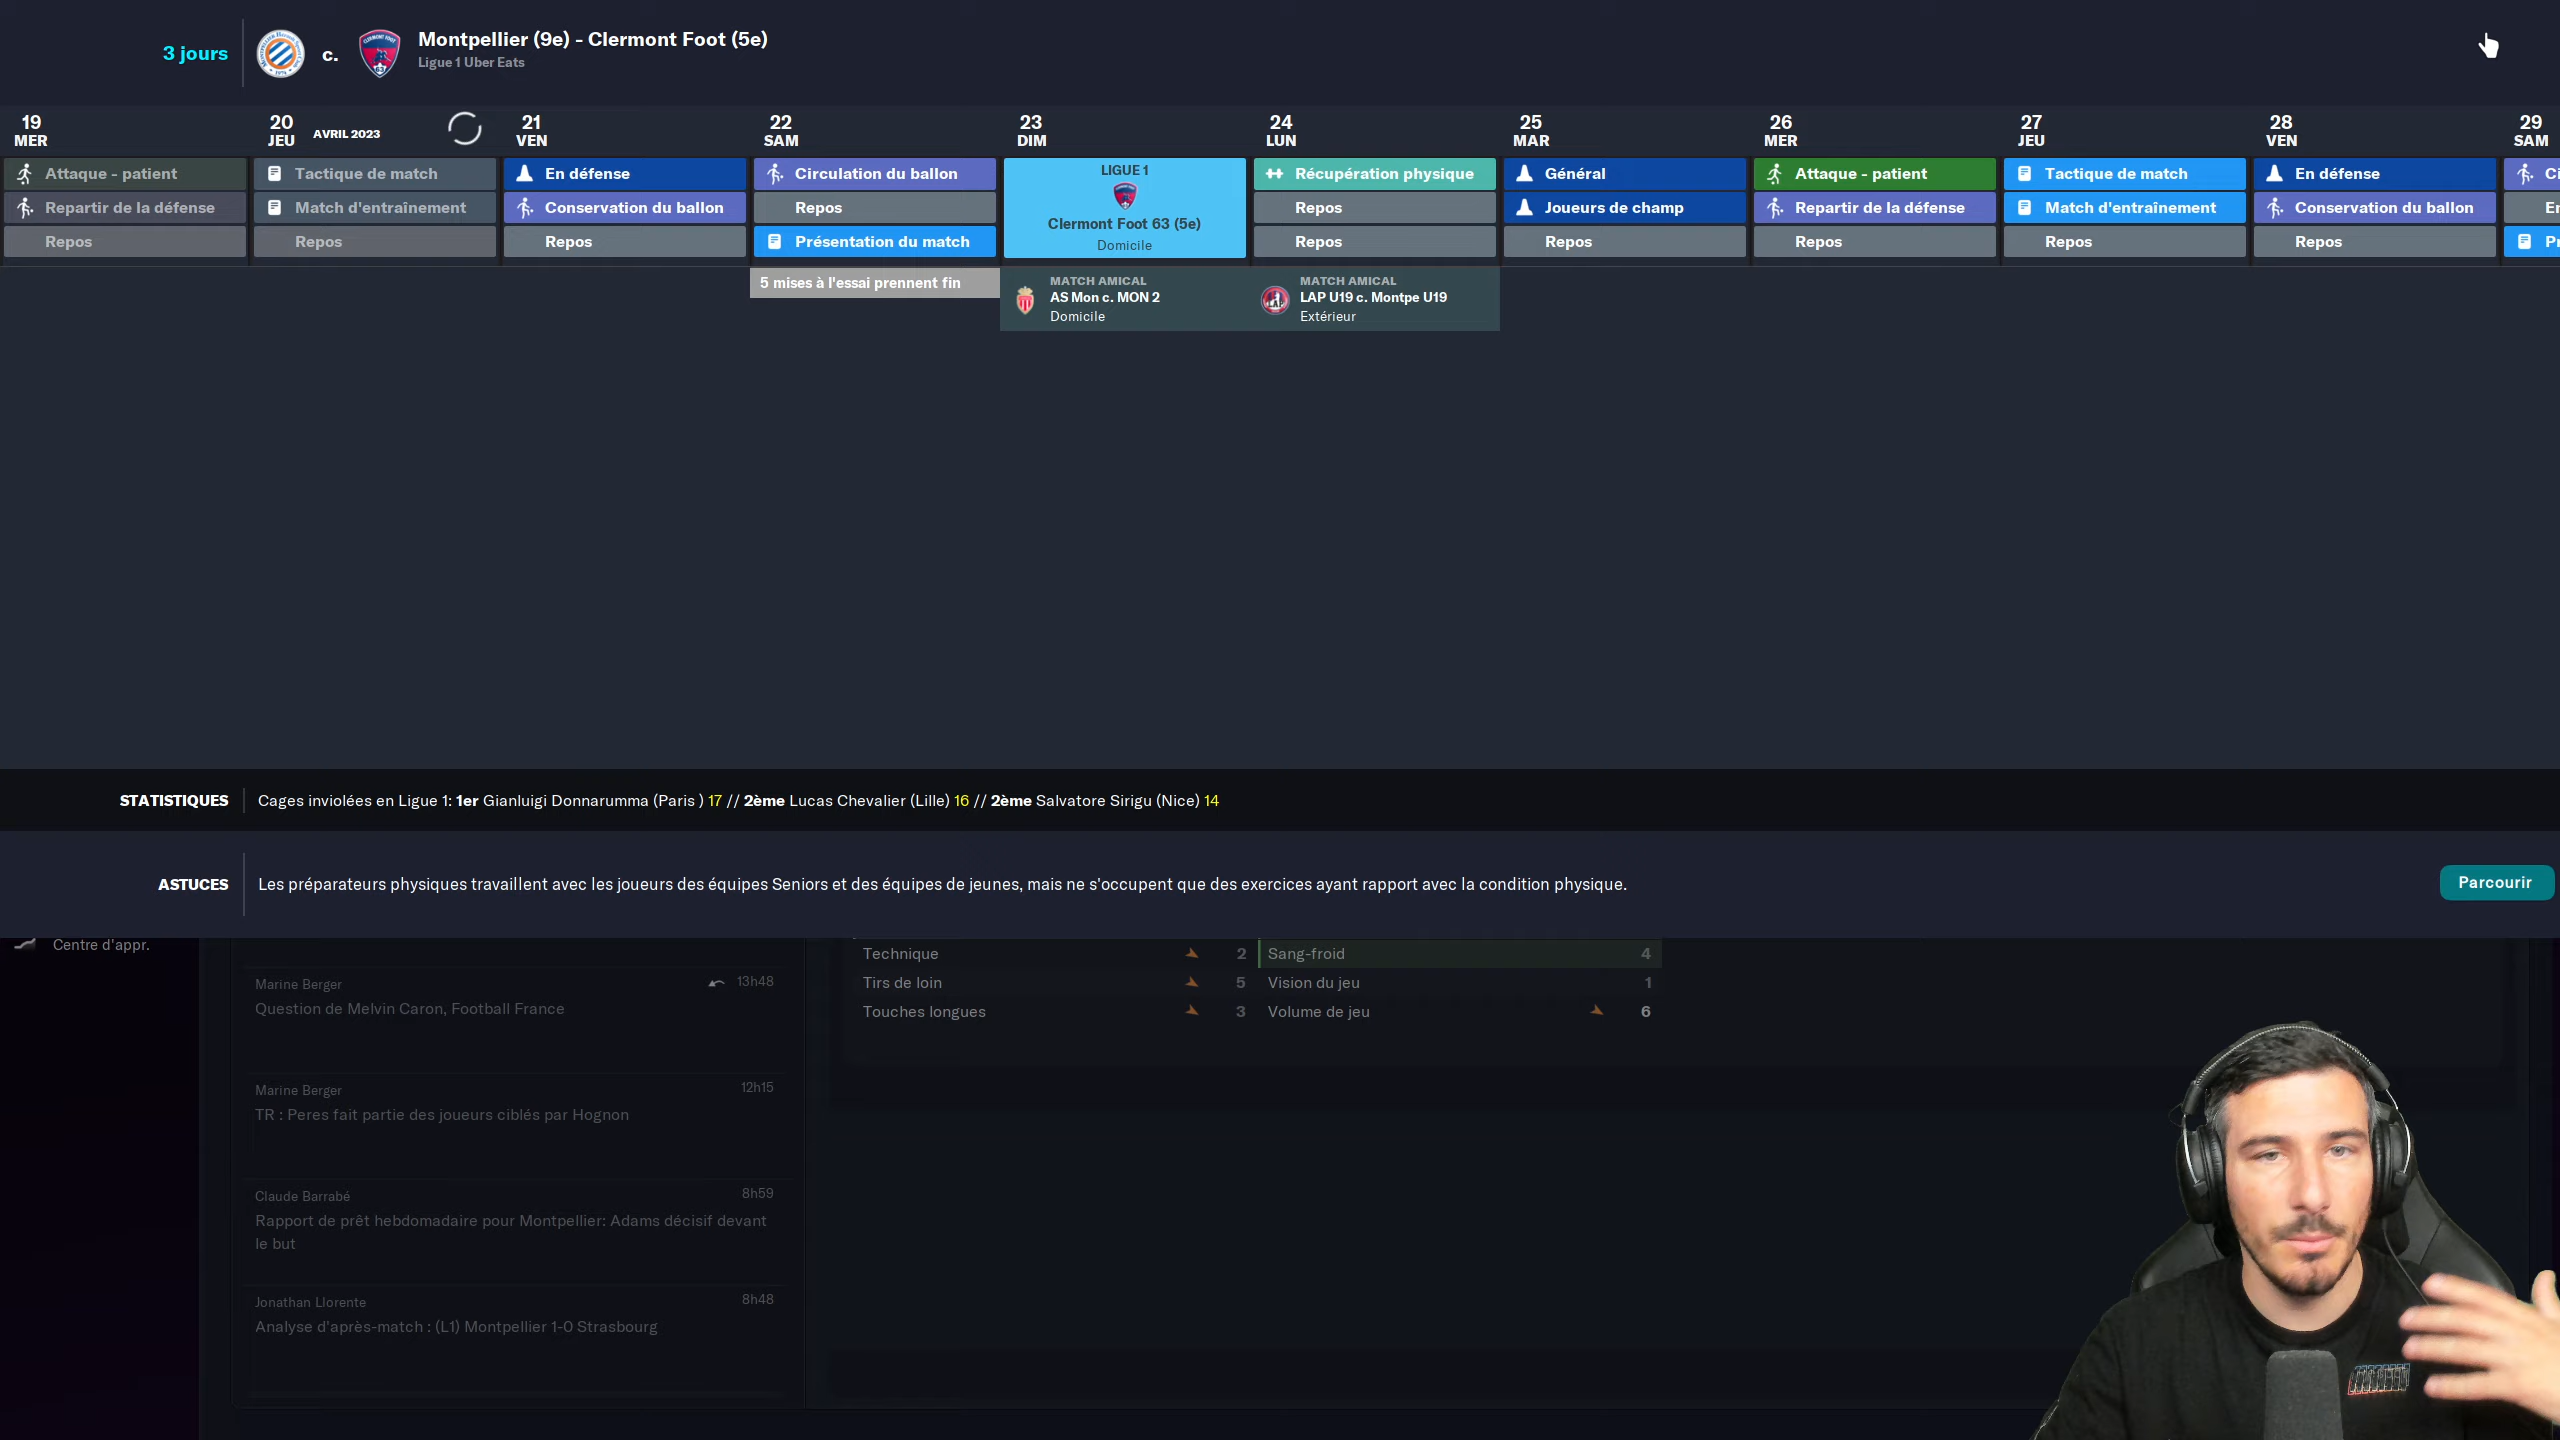 3 jours
c.
Montpellier (9e) - Clermont Foot (5e)
Ligue 1 Uber Eats
19
MER
20
JEU
AVRIL 2023
21
VEN
22
SAM
23
DIM
24
LUN
25
MAR
26
MER
27
JEU
28
VEN
29
SAM
Attaque - patient
Repartir de la défense
Repos
Tactique de match
Match d'entraînement
Repos
En défense
Conservation du ballon
Repos
Circulation du ballon
Repos
Présentation du match
LIGUE 1
Clermont Foot 63 (5e)
Domicile
Récupération physique
Repos
Repos
Général
Joueurs de champ
Repos
Attaque - patient
Repartir de la défense
Repos
Tactique de match
Match d'entraînement
Repos
En défense
Conservation du ballon
Repos
5 mises à l'essai prennent fin
MATCH AMICAL
AS Mon c. MON 2
Domicile
MATCH AMICAL
LAP U19 c. Montpe U19
Extérieur
STATISTIQUES
Cages inviolées en Ligue 1: 1er Gianluigi Donnarumma (Paris ) 17 // 2ème Lucas Chevalier (Lille) 16 // 2ème Salvatore Sirigu (Nice) 14
ASTUCES
Les préparateurs physiques travaillent avec les joueurs des équipes Seniors et des équipes de jeunes, mais ne s'occupent que des exercices ayant rapport avec la condition physique.
Parcourir
Centre d'appr.
Technique 2
Sang-froid 4
Tirs de loin 5
Vision du jeu 1
Touches longues 3
Volume de jeu 6
Marine Berger 13h48
Question de Melvin Caron, Football France
Marine Berger 12h15
TR : Peres fait partie des joueurs ciblés par Hognon
Claude Barrabé 8h59
Rapport de prêt hebdomadaire pour Montpellier: Adams décisif devant
le but
Jonathan Llorente 8h48
Analyse d'après-match : (L1) Montpellier 1-0 Strasbourg